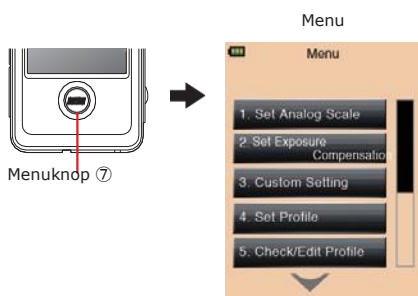 Menu
Menu
1. Set Analog Scale
2. Set Exposure
Compensatio
3. Custom Setting
4. Set Profile
5. Check/Edit Profile
Menuknop ⑦